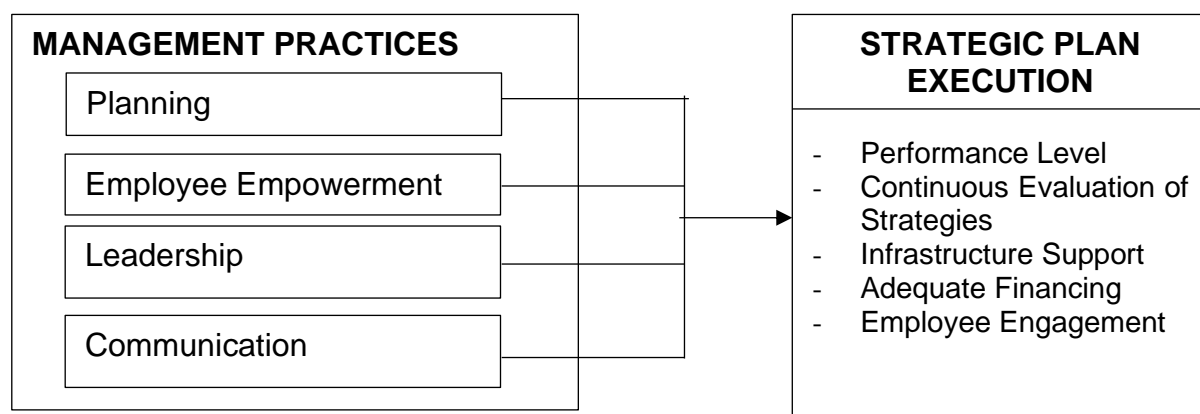 MANAGEMENT PRACTICES
Planning
Employee Empowerment
Leadership
Communication
STRATEGIC PLAN
EXECUTION
- Performance Level
- Continuous Evaluation of
Strategies
- Infrastructure Support
- Adequate Financing
- Employee Engagement